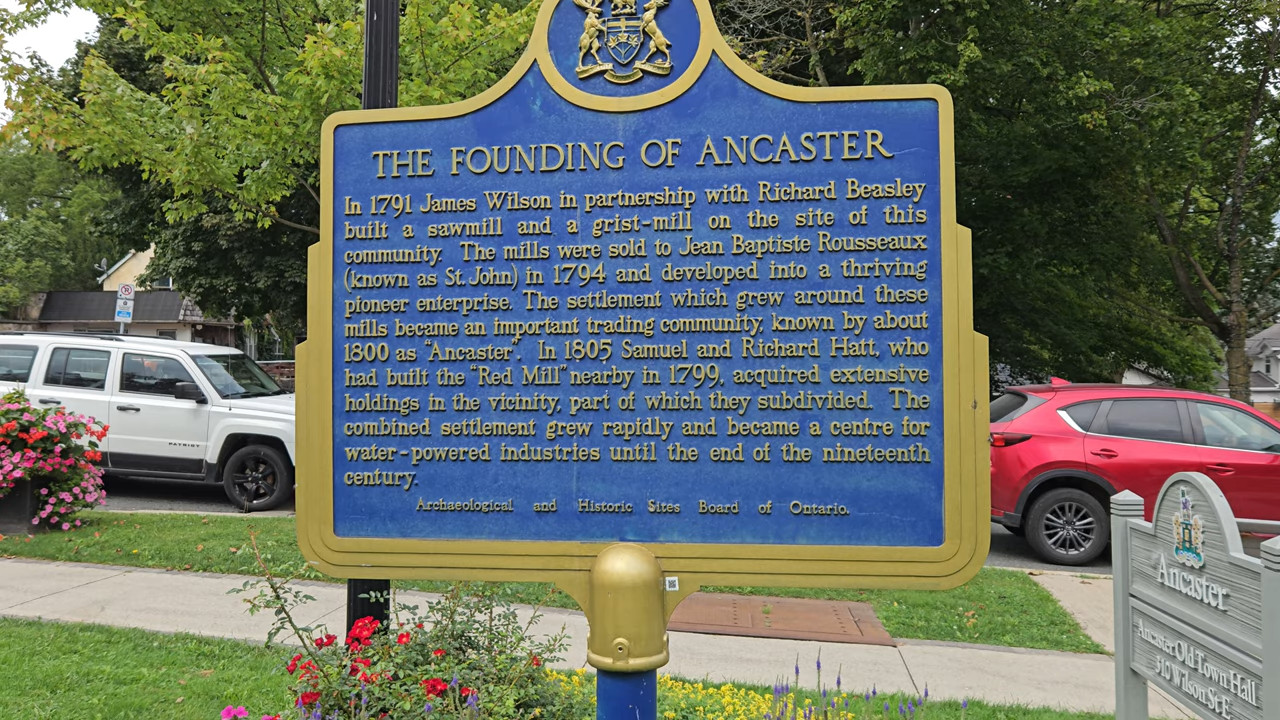 THE FOUNDING OF ANCASTER
In 1791 James Wilson in partnership with Richard Beasley
built a sawmill and a grist-mill on the site of this
community. The mills were sold to Jean Baptiste Rousseaux
(known as St. John) in 1794 and developed into a thriving
pioneer enterprise. The settlement which grew around these
mills became an important trading community, known by about
1800 as "Ancaster". In 1805 Samuel and Richard Hatt, who
had built the "Red Mill" nearby in 1799, acquired extensive
holdings in the vicinity, part of which they subdivided. The
combined settlement grew rapidly and became a centre for
water-powered industries until the end of the nineteenth
century.
Archaeological and Historic Sites Board of Ontario.
PATRIOT
Ancaster
Ancaster Old Town Hall
310 Wilson St E